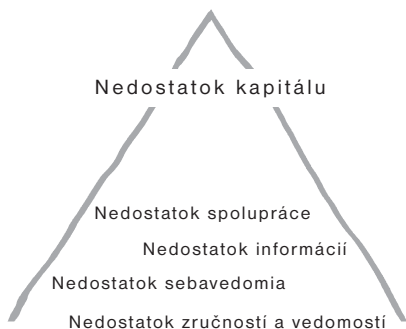 Nedostatok kapitálu
Nedostatok spolupráce
Nedostatok informácií
Nedostatok sebavedomia
Nedostatok zručností a vedomostí